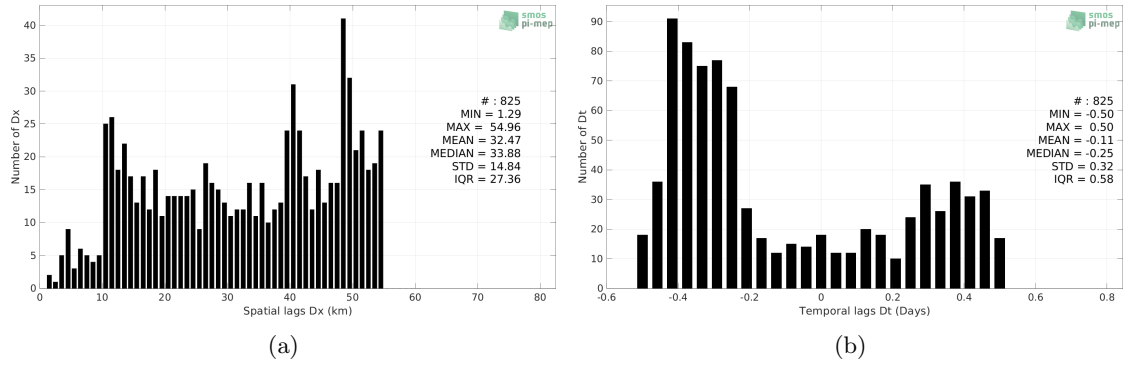 smos
pi-mep
Number of Dx
40
35
30
25
20
15
10
5
0
# : 825
MIN = 1.29
MAX = 54.96
MEAN = 32.47
MEDIAN = 33.88
STD = 14.84
IQR = 27.36
0 10 20 30 40 50 60 70 80
Spatial lags Dx (km)
(a)
smos
pi-mep
Number of Dt
90
80
70
60
50
40
30
20
10
0
# : 825
MIN = -0.50
MAX = 0.50
MEAN = -0.11
MEDIAN = -0.25
STD = 0.32
IQR = 0.58
-0.6 -0.4 -0.2 0 0.2 0.4 0.6 0.8
Temporal lags Dt (Days)
(b)